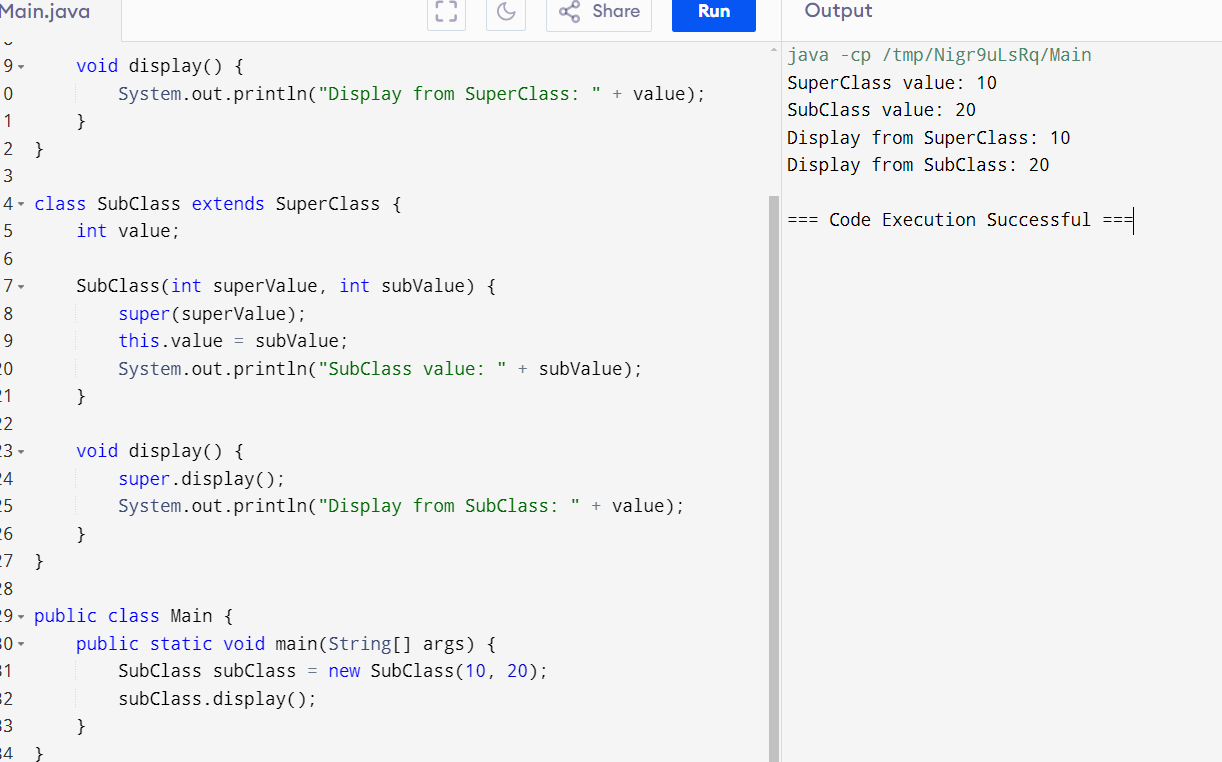 Main.java
Share
Run
Output
9 void display() {
0 System.out.println("Display from SuperClass: " + value);
1 }
2 }
3
4 class SubClass extends SuperClass {
5 int value;
6
7 SubClass(int superValue, int subValue) {
8 super(superValue);
9 this.value = subValue;
20 System.out.println("SubClass value: " + subValue);
21 }
22
23 void display() {
24 super.display();
25 System.out.println("Display from SubClass: " + value);
26 }
27 }
28
29 public class Main {
30 public static void main(String[] args) {
31 SubClass subClass = new SubClass(10, 20);
32 subClass.display();
33 }
34 }
java -cp /tmp/Nigr9uLsRq/Main
SuperClass value: 10
SubClass value: 20
Display from SuperClass: 10
Display from SubClass: 20
=== Code Execution Successful ===